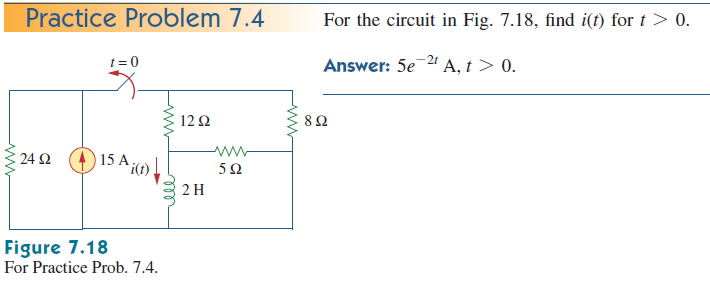 Practice Problem 7.4
For the circuit in Fig. 7.18, find i(t) for t > 0.
Answer: 5e⁻²ᵗ A, t > 0.
t = 0
12 Ω
8 Ω
24 Ω
15 A
i(t)
5 Ω
2 H
Figure 7.18
For Practice Prob. 7.4.